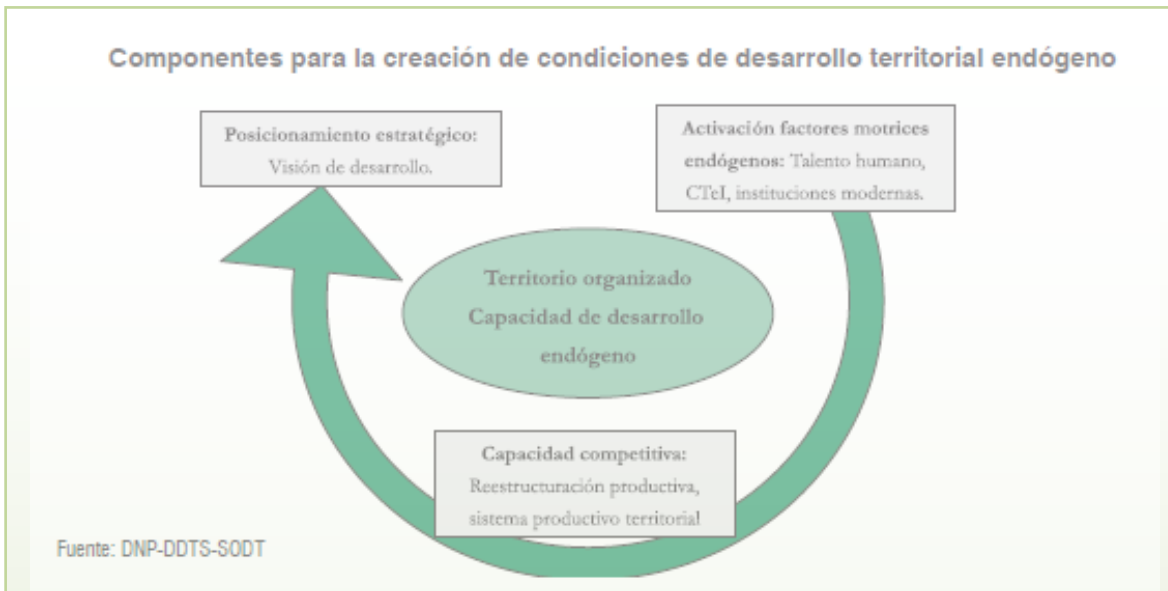 Componentes para la creación de condiciones de desarrollo territorial endógeno
Posicionamiento estratégico:
Visión de desarrollo.
Activación factores motrices
endógenos: Talento humano,
CTeI, instituciones modernas.
Territorio organizado
Capacidad de desarrollo
endógeno
Capacidad competitiva:
Reestructuración productiva,
sistema productivo territorial
Fuente: DNP-DDTS-SODT